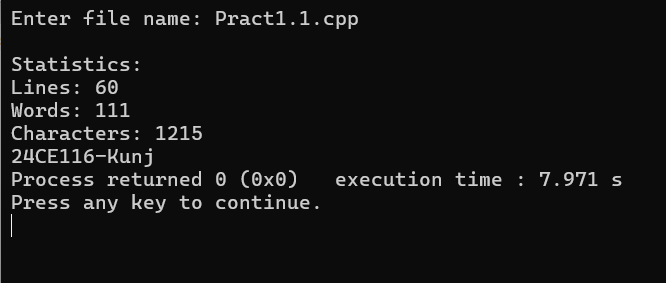 Enter file name: Pract1.1.cpp
Statistics:
Lines: 60
Words: 111
Characters: 1215
24CE116-Kunj
Process returned 0 (0x0)   execution time : 7.971 s
Press any key to continue.